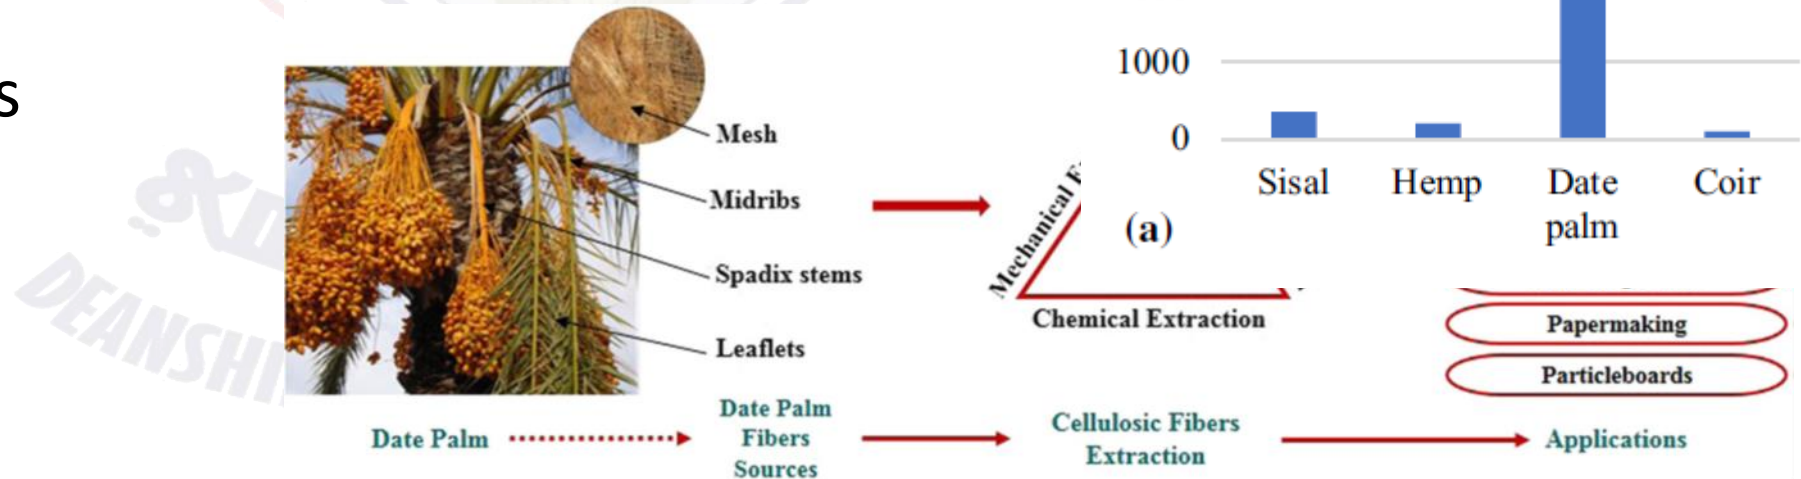 s
Mesh
Midribs
Spadix stems
Leaflets
Mechanical
Chemical Extraction
1000
0
Sisal Hemp Date palm Coir
(a)
Papermaking
Particleboards
Date Palm
Date Palm
Fibers
Sources
Cellulosic Fibers
Extraction
Applications